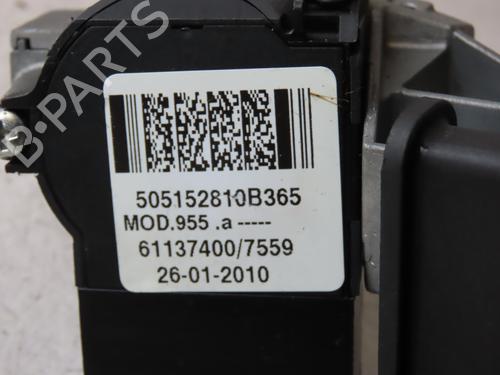 B-PARTS
505152810B365
MOD.955 .a -----
61137400/7559
26-01-2010